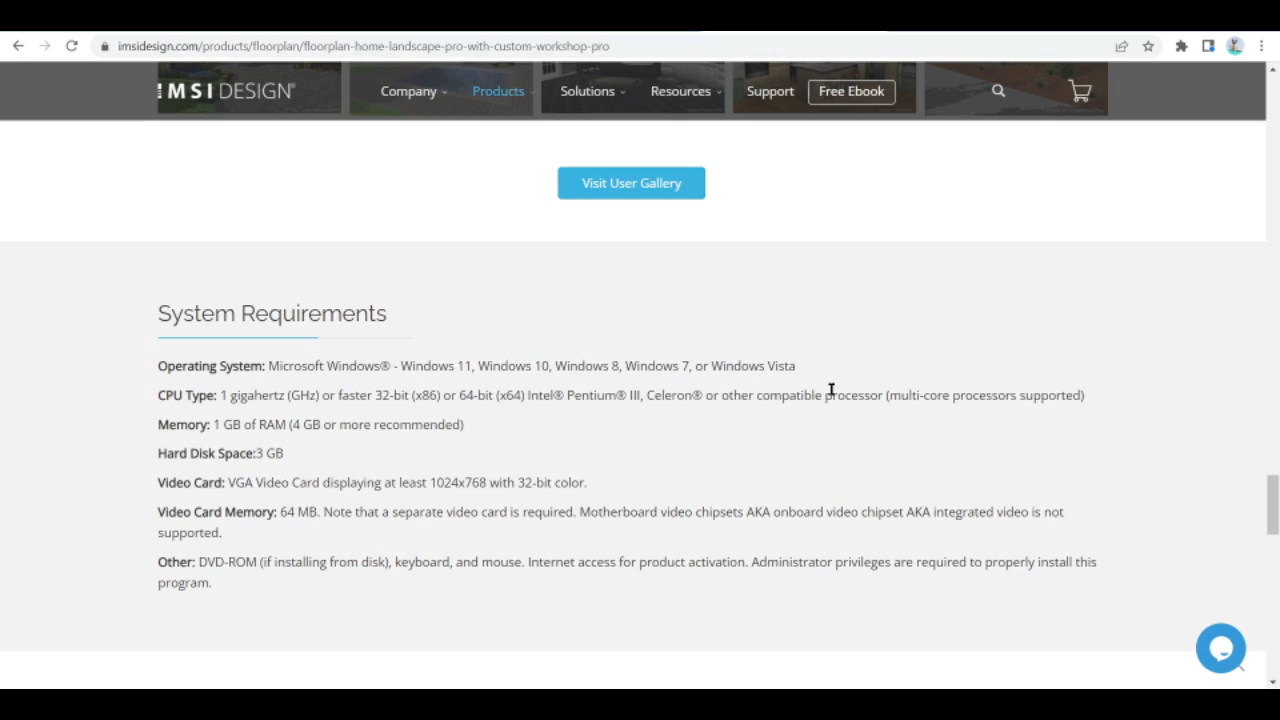 imsidesign.com/products/floorplan/floorplan-home-landscape-pro-with-custom-workshop-pro
IMSI DESIGN® Company Products Solutions Resources Support Free Ebook
Visit User Gallery
System Requirements
Operating System: Microsoft Windows® - Windows 11, Windows 10, Windows 8, Windows 7, or Windows Vista
CPU Type: 1 gigahertz (GHz) or faster 32-bit (x86) or 64-bit (x64) Intel® Pentium® III, Celeron® or other compatible processor (multi-core processors supported)
Memory: 1 GB of RAM (4 GB or more recommended)
Hard Disk Space:3 GB
Video Card: VGA Video Card displaying at least 1024x768 with 32-bit color.
Video Card Memory: 64 MB. Note that a separate video card is required. Motherboard video chipsets AKA onboard video chipset AKA integrated video is not
supported.
Other: DVD-ROM (if installing from disk), keyboard, and mouse. Internet access for product activation. Administrator privileges are required to properly install this
program.